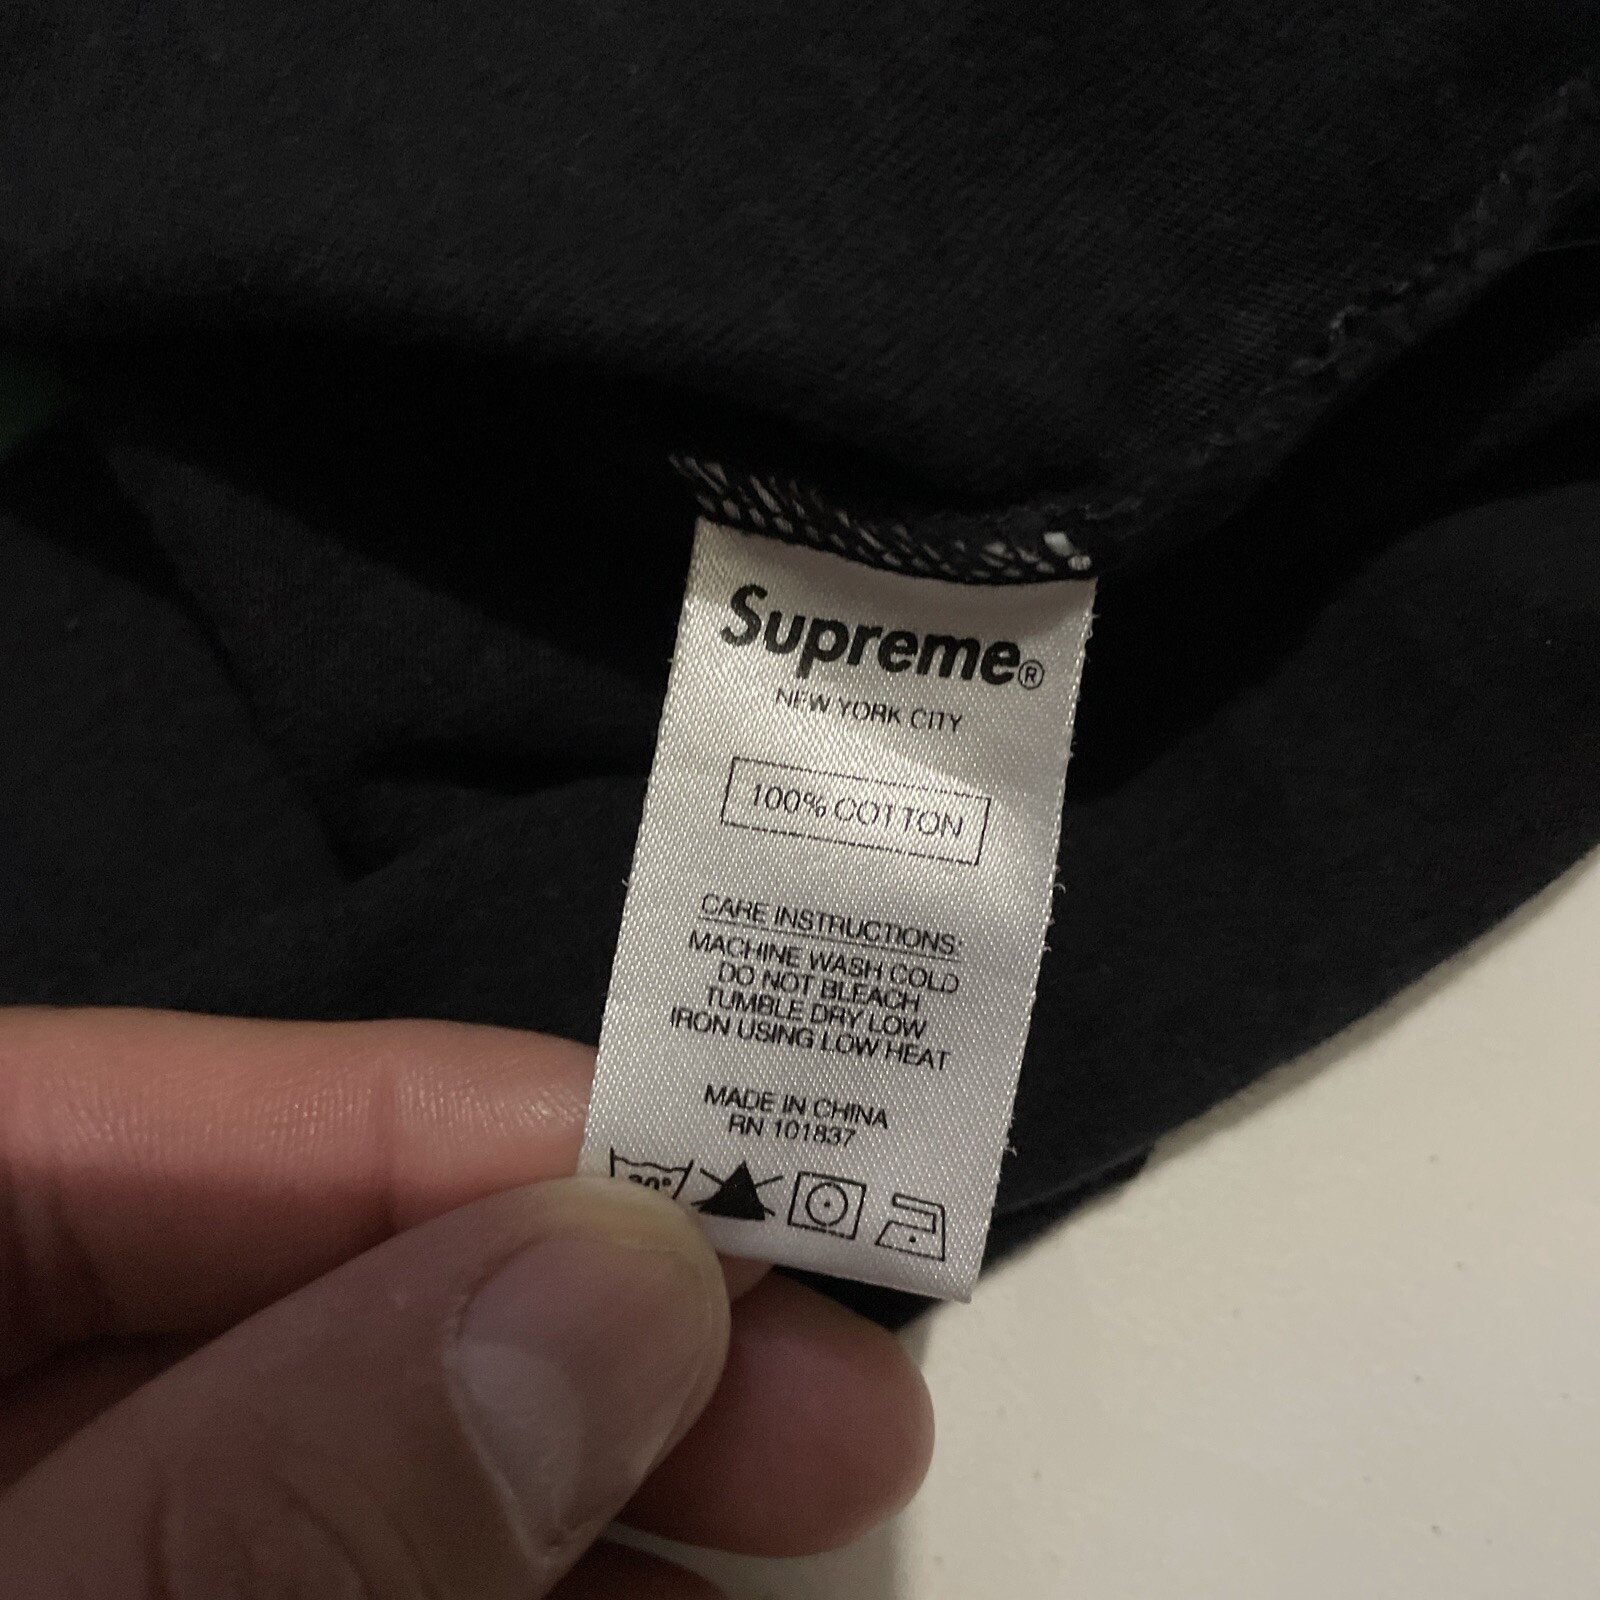 Supreme®
NEW YORK CITY
100% COTTON
CARE INSTRUCTIONS:
MACHINE WASH COLD
DO NOT BLEACH
TUMBLE DRY LOW
IRON USING LOW HEAT
MADE IN CHINA
RN 101837
30°